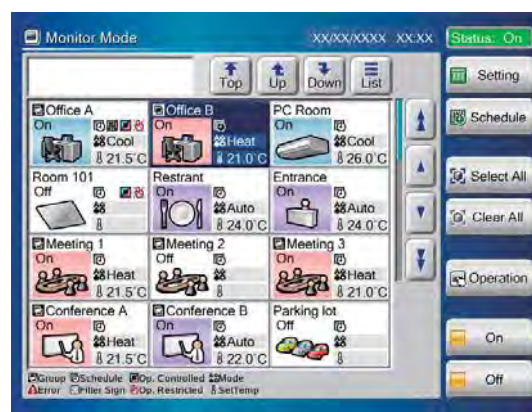 Monitor Mode XX/XX/XXXX XX:XX Status: On
Top Up Down List
Setting
Schedule
Select All
Clear All
Operation
On
Off
Office A
On
Cool
21.5°C
Office B
On
Heat
21.0°C
PC Room
On
Cool
26.0°C
Room 101
Off
Restrant
On
Auto
24.0°C
Entrance
On
Auto
24.0°C
Meeting 1
On
Heat
21.5°C
Meeting 2
Off
Meeting 3
On
Heat
21.0°C
Conference A
On
Heat
21.5°C
Conference B
On
Auto
22.0°C
Parking lot
Off
Group Schedule Op. Controlled Mode
Error Filter Sign Op. Restricted SetTemp